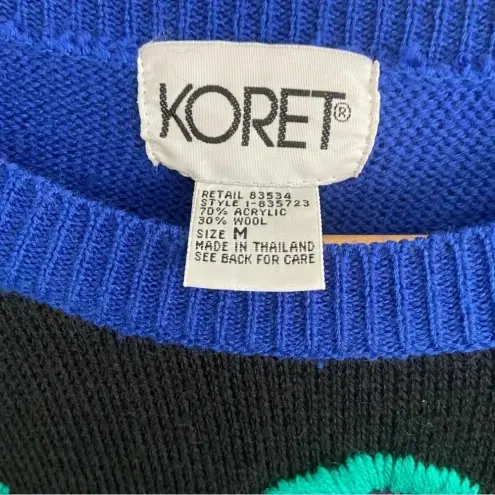 KORET®
RETAIL 83534
STYLE 1-835723
70% ACRYLIC
30% WOOL
SIZE M
MADE IN THAILAND
SEE BACK FOR CARE